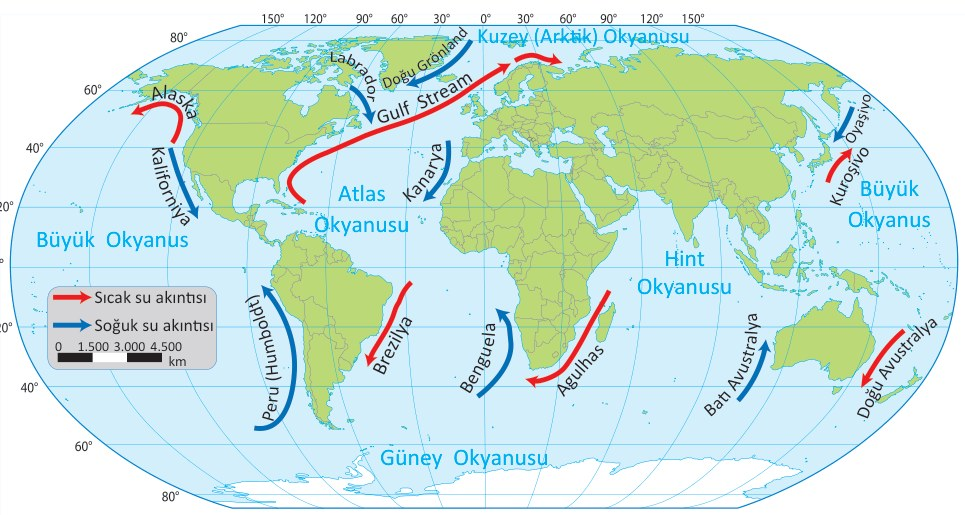 150° 120° 90° 60° 30° 0° 30° 60° 90° 120° 150°
80°
Kuzey (Arktik) Okyanusu
Labrador
Doğu Grönland
60°
Alaska
Gulf Stream
Oyaşivo
40°
Kaliforniya
Kanarya
Kuroşivo
Atlas
Okyanusu
Büyük
Okyanus
20°
Büyük Okyanus
Hint
Okyanusu
0°
Sıcak su akıntısı
Soğuk su akıntısı
0 1.500 3.000 4.500
km
Peru (Humboldt)
Brezilya
Benguela
Agulhas
Batı Avustralya
Doğu Avustralya
20°
40°
60°
Güney Okyanusu
80°